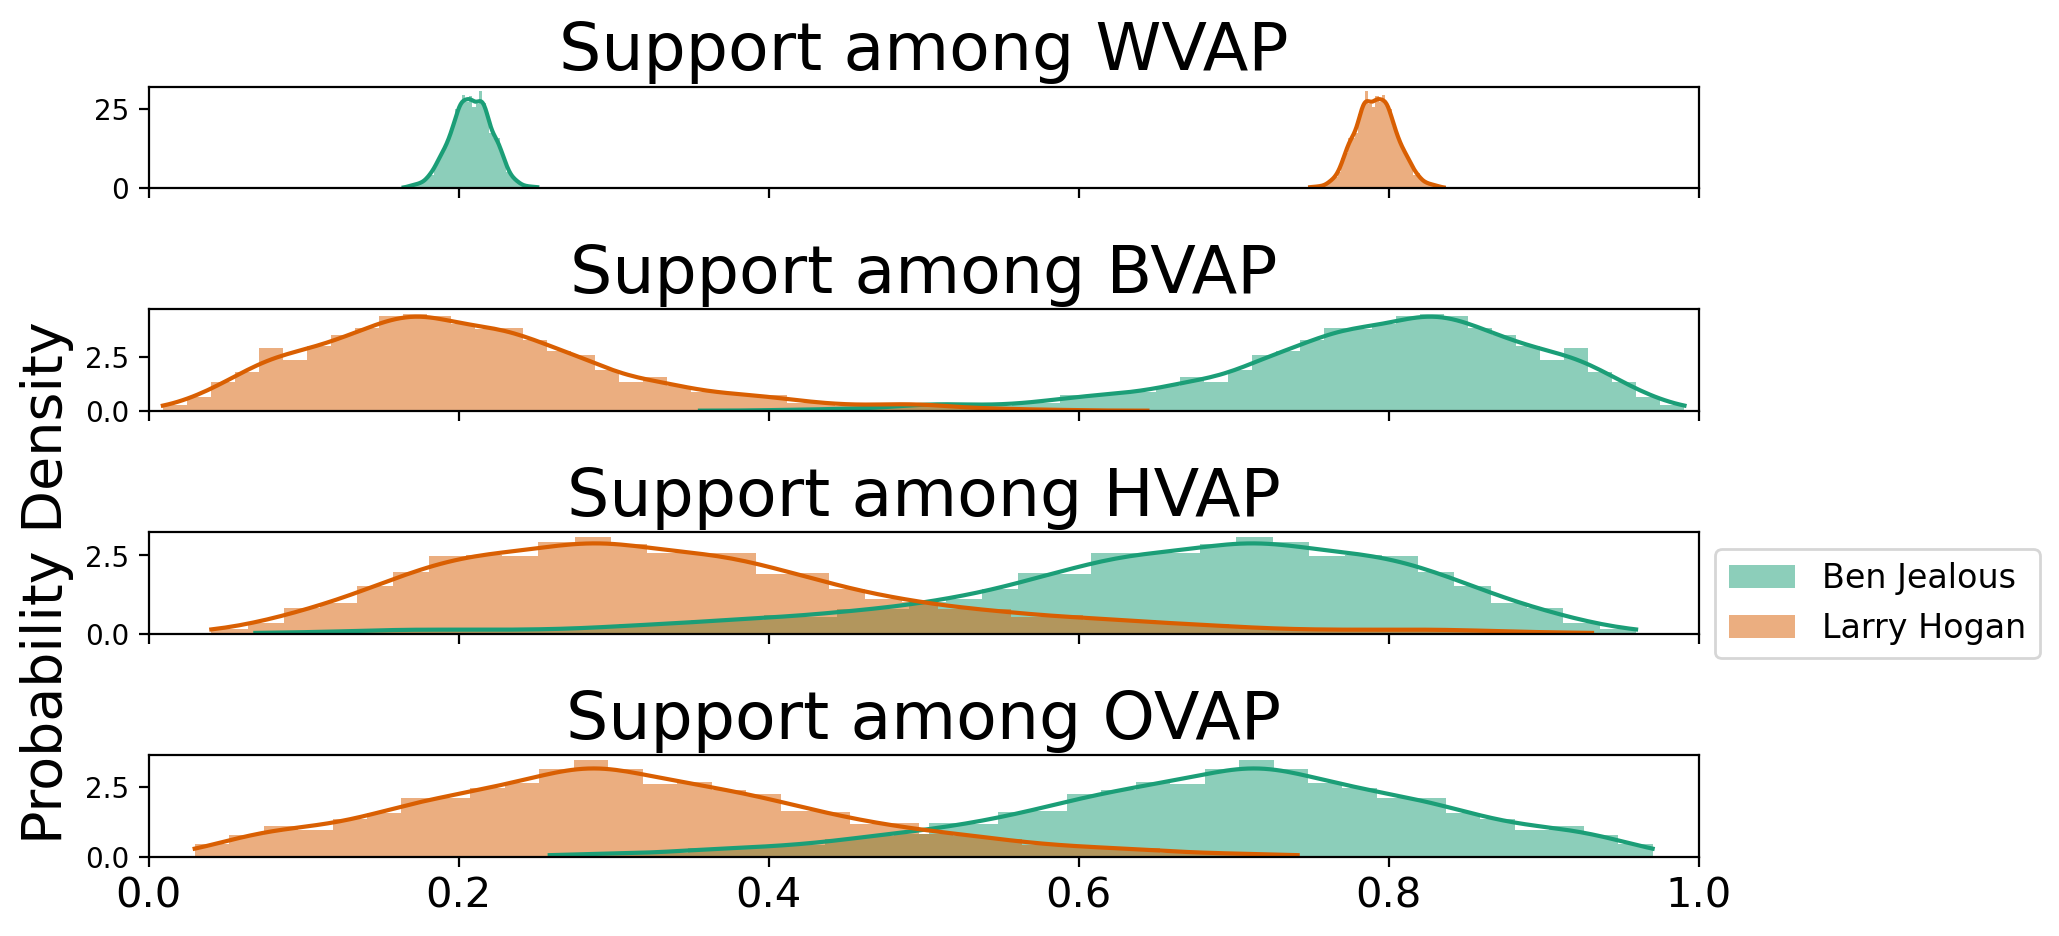 Support among WVAP
25
0
Support among BVAP
2.5
0.0
Support among HVAP
2.5
0.0
Support among OVAP
2.5
0.0
0.0 0.2 0.4 0.6 0.8 1.0
Probability Density
Ben Jealous
Larry Hogan